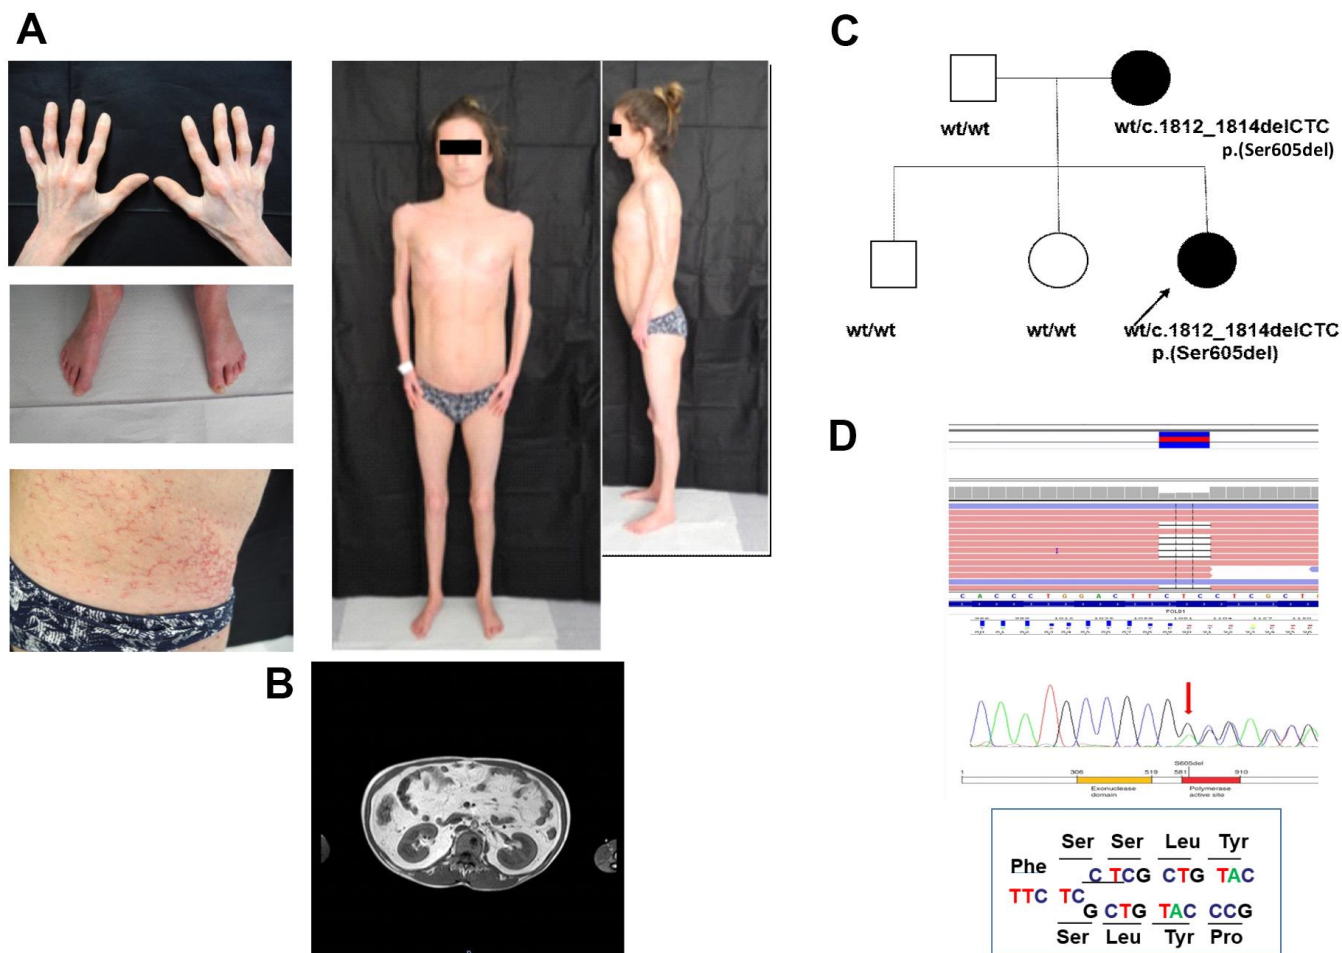 A
B
C
wt/wt
wt/c.1812_1814delCTC
p.(Ser605del)
wt/wt
wt/wt
wt/c.1812_1814delCTC
p.(Ser605del)
D
C A C C C T G G A C T T C T C C T C G C T
POLD1
S605del
1
306
519
581
910
Exonuclease
domain
Polymerase
active site
Ser Ser Leu Tyr
Phe
C TCG CTG TAC
TTC TC
G CTG TAC CCG
Ser Leu Tyr Pro